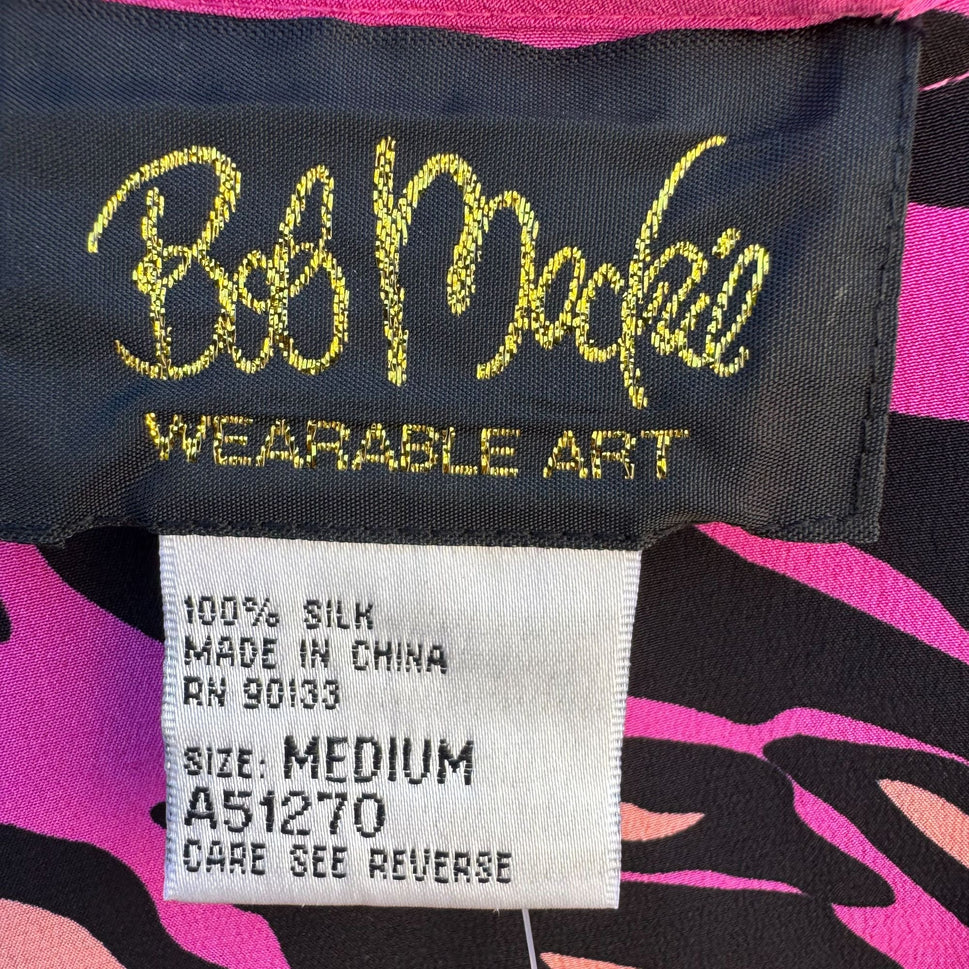 Bob Mackie
WEARABLE ART
100% SILK
MADE IN CHINA
RN 90133
SIZE: MEDIUM
A51270
CARE SEE REVERSE